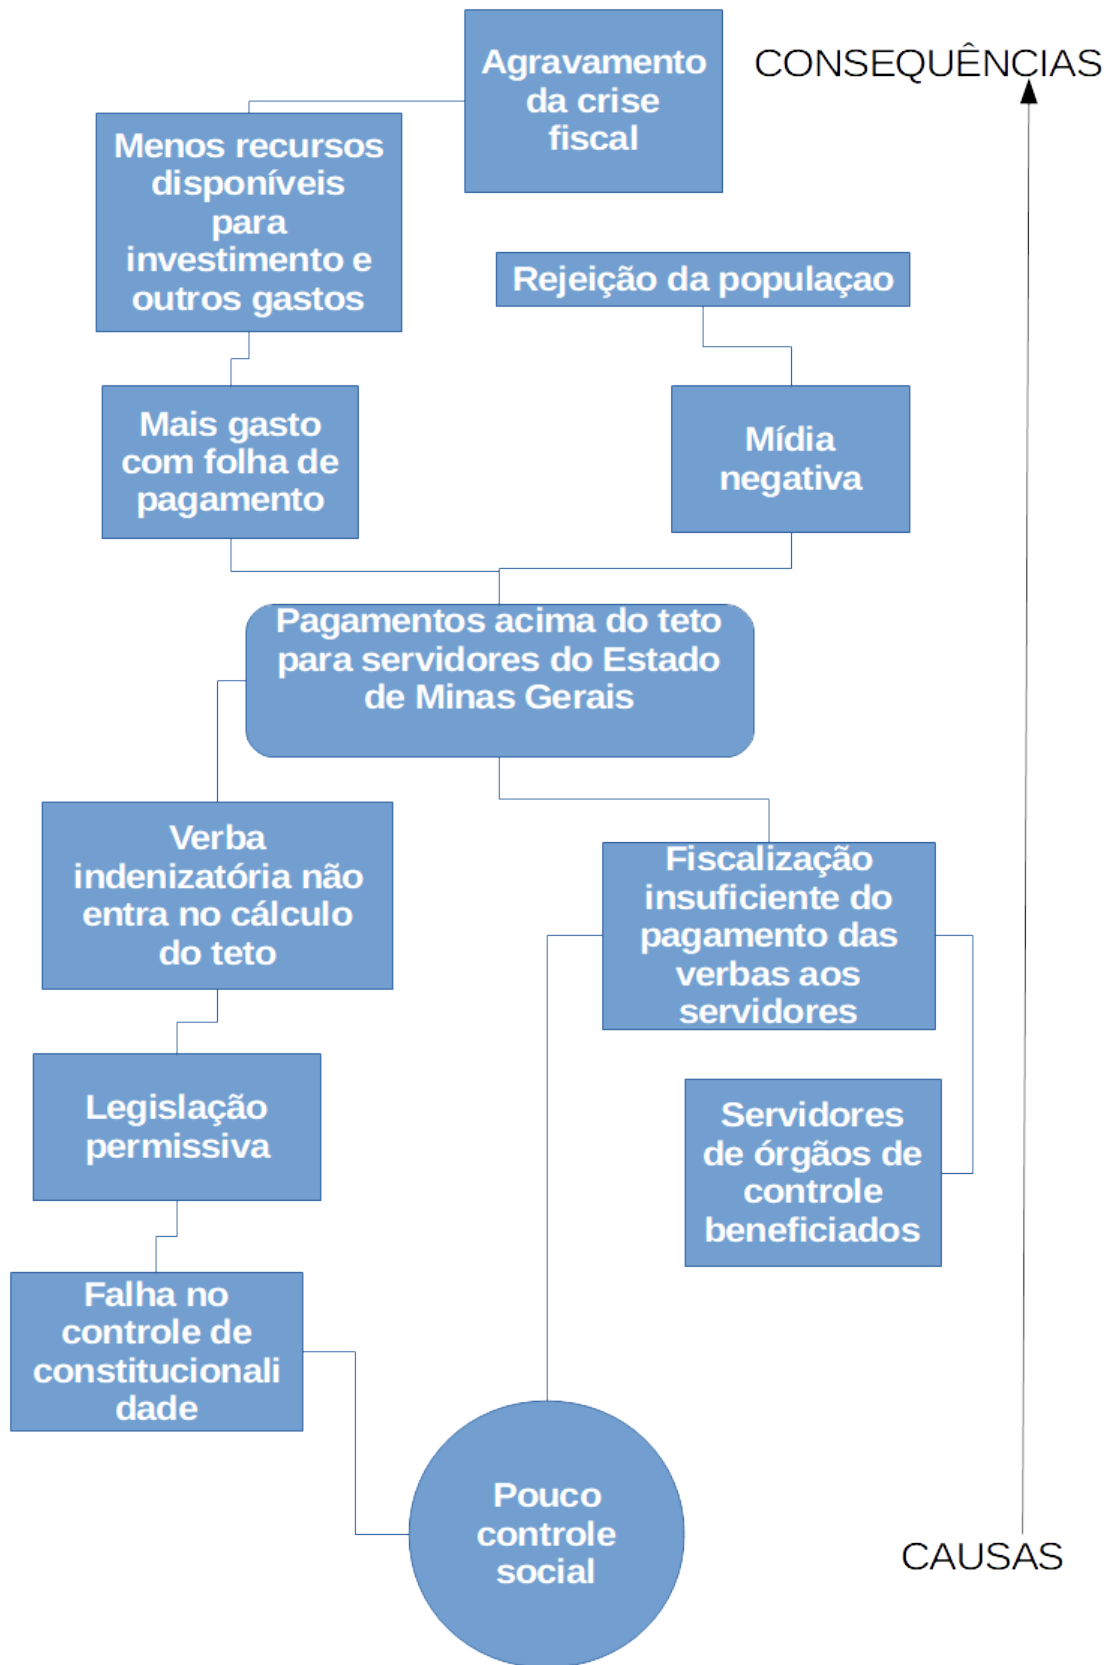 Agravamento
da crise
fiscal
CONSEQUÊNCIAS
Menos recursos
disponíveis
para
investimento e
outros gastos
Rejeição da populaçao
Mais gasto
com folha de
pagamento
Mídia
negativa
Pagamentos acima do teto
para servidores do Estado
de Minas Gerais
Verba
indenizatória não
entra no cálculo
do teto
Fiscalização
insuficiente do
pagamento das
verbas aos
servidores
Legislação
permissiva
Servidores
de órgãos de
controle
beneficiados
Falha no
controle de
constitucionali
dade
Pouco
controle
social
CAUSAS